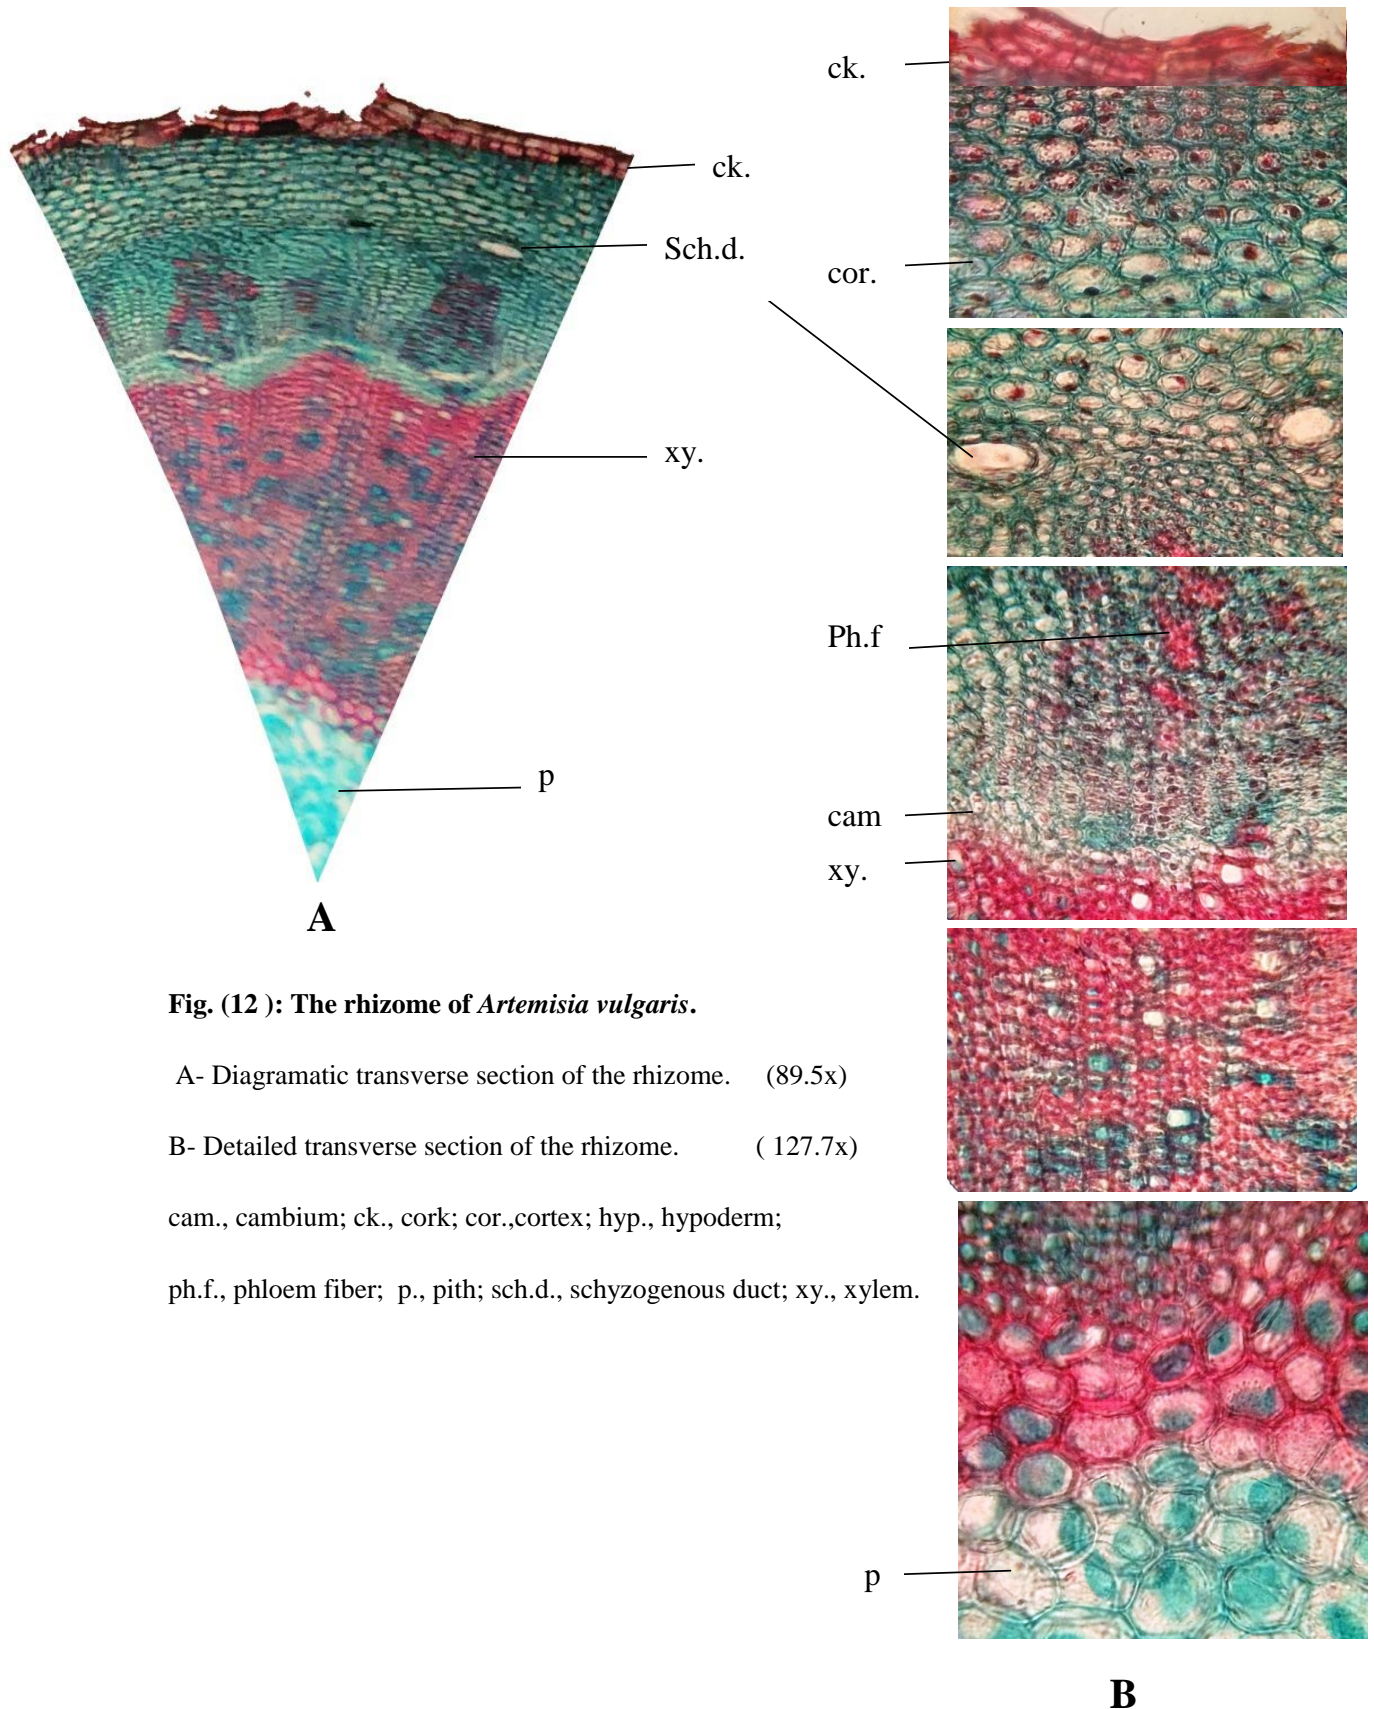 ck.
Sch.d.
xy.
p
A
ck.
cor.
Ph.f
cam
xy.
p
B
Fig. (12 ): The rhizome of Artemisia vulgaris.
A- Diagramatic transverse section of the rhizome. (89.5x)
B- Detailed transverse section of the rhizome. ( 127.7x)
cam., cambium; ck., cork; cor.,cortex; hyp., hypoderm;
ph.f., phloem fiber; p., pith; sch.d., schyzogenous duct; xy., xylem.